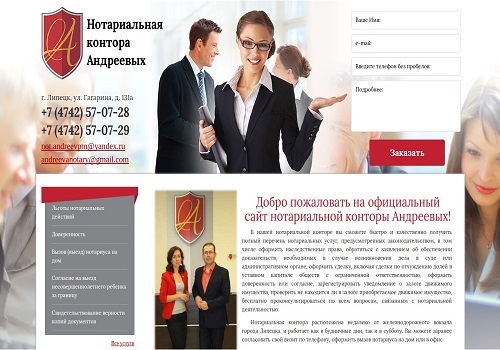 Нотариальная
контора
Андреевых
г. Липецк, ул. Гагарина, д. 131а
+7 (4742) 57-07-28
+7 (4742) 57-07-29
not.andreevpm@yandex.ru
andreevanotary@gmail.com
Ваше Имя:
e-mail:
Введите телефон без пробелов:
Подробнее:
Заказать
Льготы нотариальных
действий
Доверенность
Вызов (выезд) нотариуса на
дом
Согласие на выезд
несовершеннолетнего ребенка
за границу
Свидетельствование верности
копий документов
Все услуги
Добро пожаловать на официальный
сайт нотариальной конторы Андреевых!
В нашей нотариальной конторе вы сможете быстро и качественно получить
полный перечень нотариальных услуг, предусмотренных законодательством, в том
числе оформить наследственные права, обратиться с заявлением об обеспечении
доказательств, необходимых в случае возникновения дела в суде или
административном органе, оформить сделку, включая сделки по отчуждению долей в
уставном капитале обществ с ограниченной ответственностью, оформить
доверенность или согласие, зарегистрировать уведомление о залоге движимого
имущества, проверить не находится ли в залоге приобретаемое движимое имущество,
бесплатно проконсультироваться по всем вопросам, связанным с нотариальной
деятельностью.
Нотариальная контора расположена недалеко от железнодорожного вокзала
города Липецка, и работает как в будничные дни, так и в субботу. Вы можете заранее
согласовать свой визит по телефону, оформить вызов нотариуса на дом или в офис.